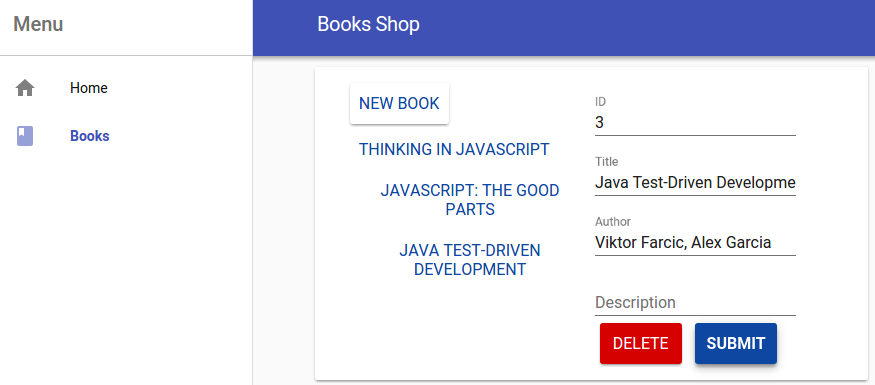 Menu
Books Shop
Home
Books
NEW BOOK
THINKING IN JAVASCRIPT
JAVASCRIPT: THE GOOD
PARTS
JAVA TEST-DRIVEN
DEVELOPMENT
ID
3
Title
Java Test-Driven Developme
Author
Viktor Farcic, Alex Garcia
Description
DELETE
SUBMIT